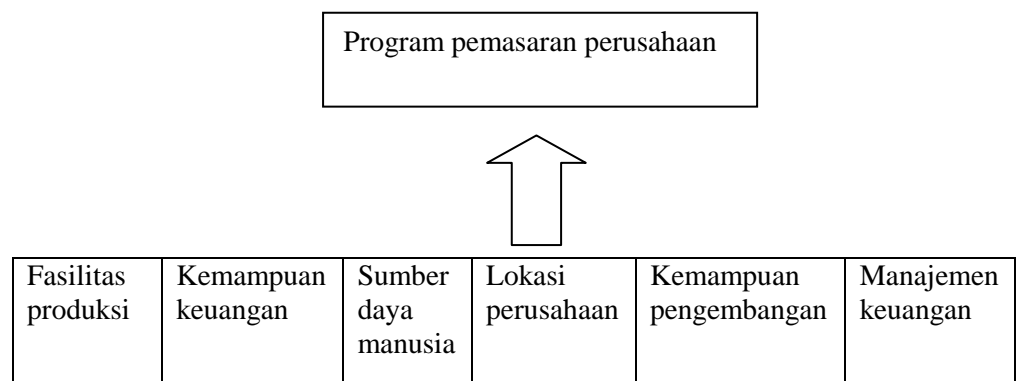 Program pemasaran perusahaan
Fasilitas
produksi
Kemampuan
keuangan
Sumber
daya
manusia
Lokasi
perusahaan
Kemampuan
pengembangan
Manajemen
keuangan